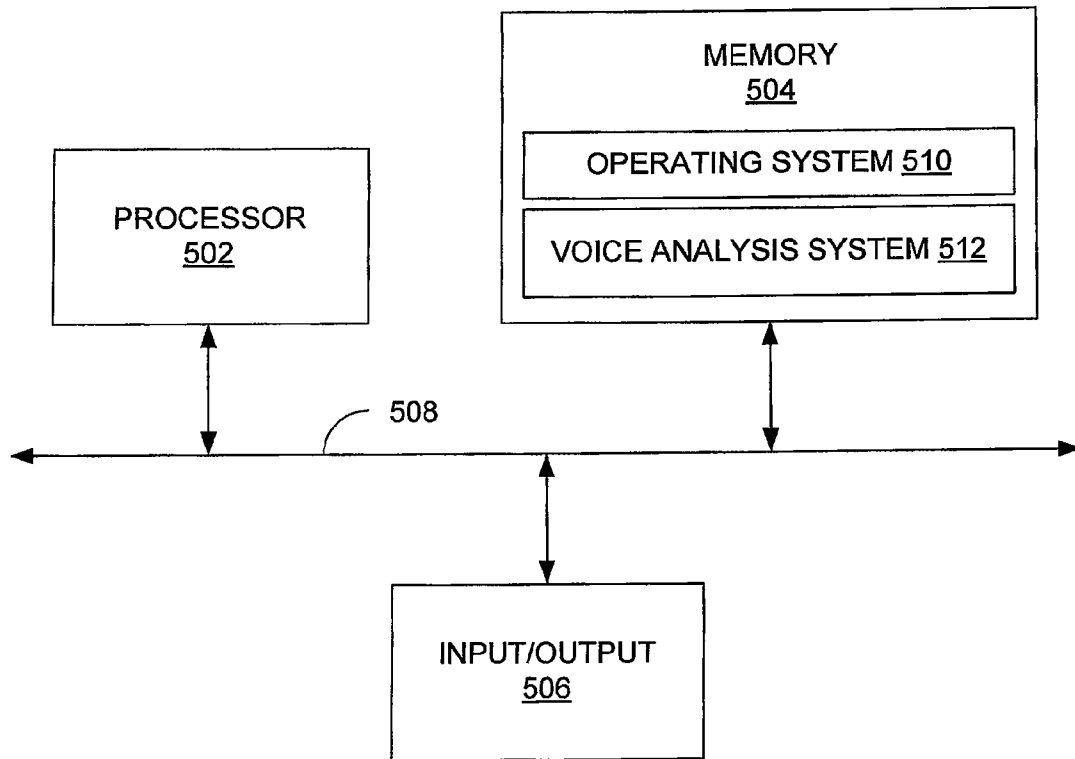 MEMORY
504
OPERATING SYSTEM 510
VOICE ANALYSIS SYSTEM 512
PROCESSOR
502
508
INPUT/OUTPUT
506